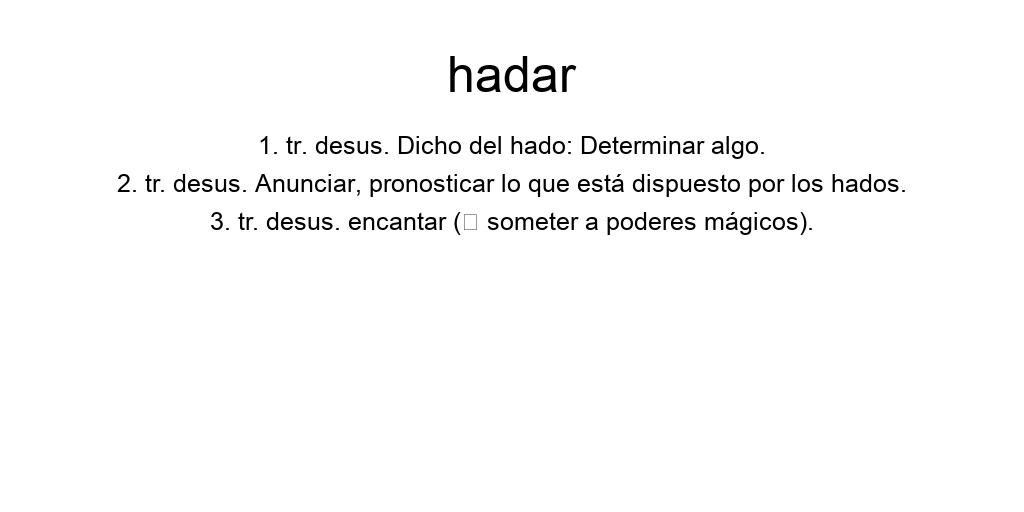 hadar
1. tr. desus. Dicho del hado: Determinar algo.
2. tr. desus. Anunciar, pronosticar lo que está dispuesto por los hados.
3. tr. desus. encantar (□ someter a poderes mágicos).